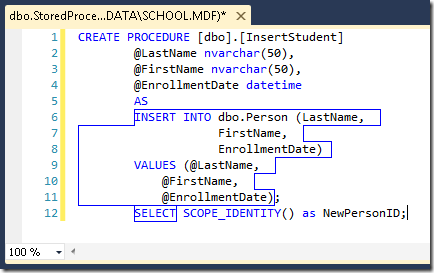 dbo.StoredProce...DATA\SCHOOL.MDF)*
1 CREATE PROCEDURE [dbo].[InsertStudent]
2 @LastName nvarchar(50),
3 @FirstName nvarchar(50),
4 @EnrollmentDate datetime
5 AS
6 INSERT INTO dbo.Person (LastName,
7 FirstName,
8 EnrollmentDate)
9 VALUES (@LastName,
10 @FirstName,
11 @EnrollmentDate);
12 SELECT SCOPE_IDENTITY() as NewPersonID;
100 %